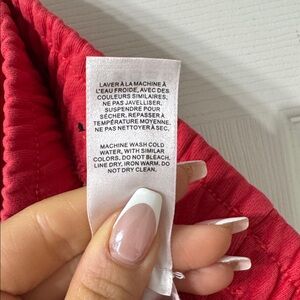 LAVER À LA MACHINE À
L'EAU FROIDE, AVEC DES
COULEURS SIMILAIRES,
NE PAS JAVELLISER,
SUSPENDRE POUR
SÉCHER, REPASSER À
TEMPÉRATURE MOYENNE,
NE PAS NETTOYER À SEC,
MACHINE WASH COLD
WATER, WITH SIMILAR
COLORS, DO NOT BLEACH,
LINE DRY, IRON WARM. DO
NOT DRY CLEAN.